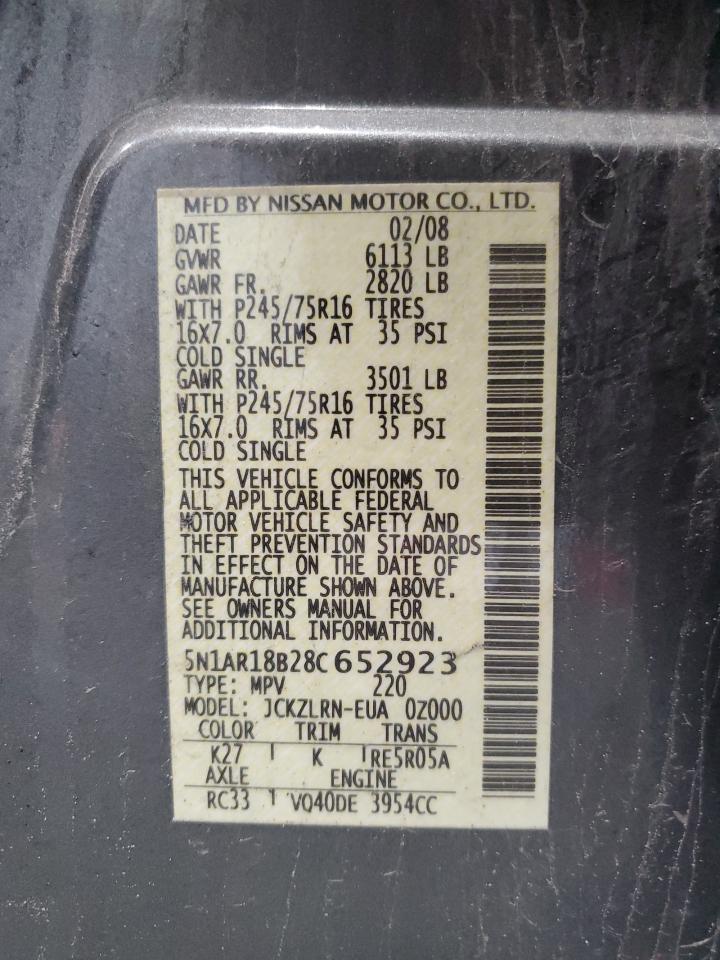 MFD BY NISSAN MOTOR CO., LTD.
DATE 02/08
GVWR 6113 LB
GAWR FR. 2820 LB
WITH P245/75R16 TIRES
16X7.0 RIMS AT 35 PSI
COLD SINGLE
GAWR RR. 3501 LB
WITH P245/75R16 TIRES
16X7.0 RIMS AT 35 PSI
COLD SINGLE
THIS VEHICLE CONFORMS TO
ALL APPLICABLE FEDERAL
MOTOR VEHICLE SAFETY AND
THEFT PREVENTION STANDARDS
IN EFFECT ON THE DATE OF
MANUFACTURE SHOWN ABOVE.
SEE OWNERS MANUAL FOR
ADDITIONAL INFORMATION.
5N1AR18B28C652923
TYPE: MPV 220
MODEL: JCKZLRN-EUA 0Z000
COLOR TRIM TRANS
K27 K RE5R05A
AXLE ENGINE
RC33 VQ40DE 3954CC